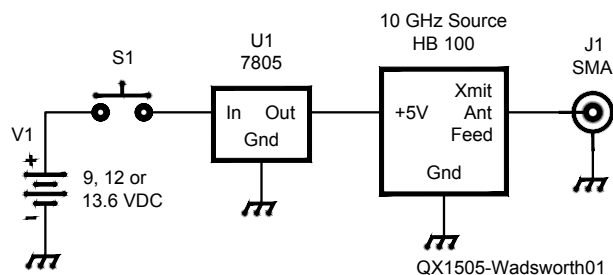 10 GHz Source
HB 100
J1
SMA
U1
7805
S1
Xmit
Ant
Feed
+5V
Gnd
In Out
Gnd
V1
+
-
9, 12 or
13.6 VDC
QX1505-Wadsworth01